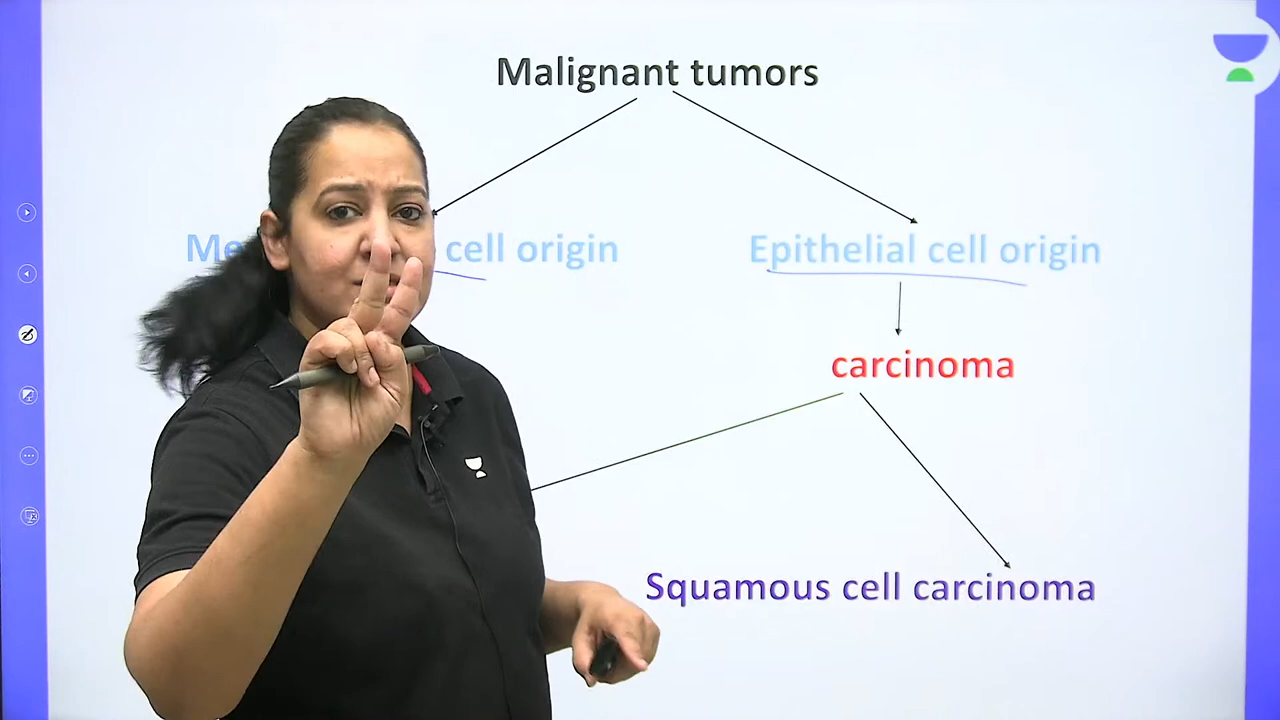 Malignant tumors
cell origin
Epithelial cell origin
carcinoma
Squamous cell carcinoma